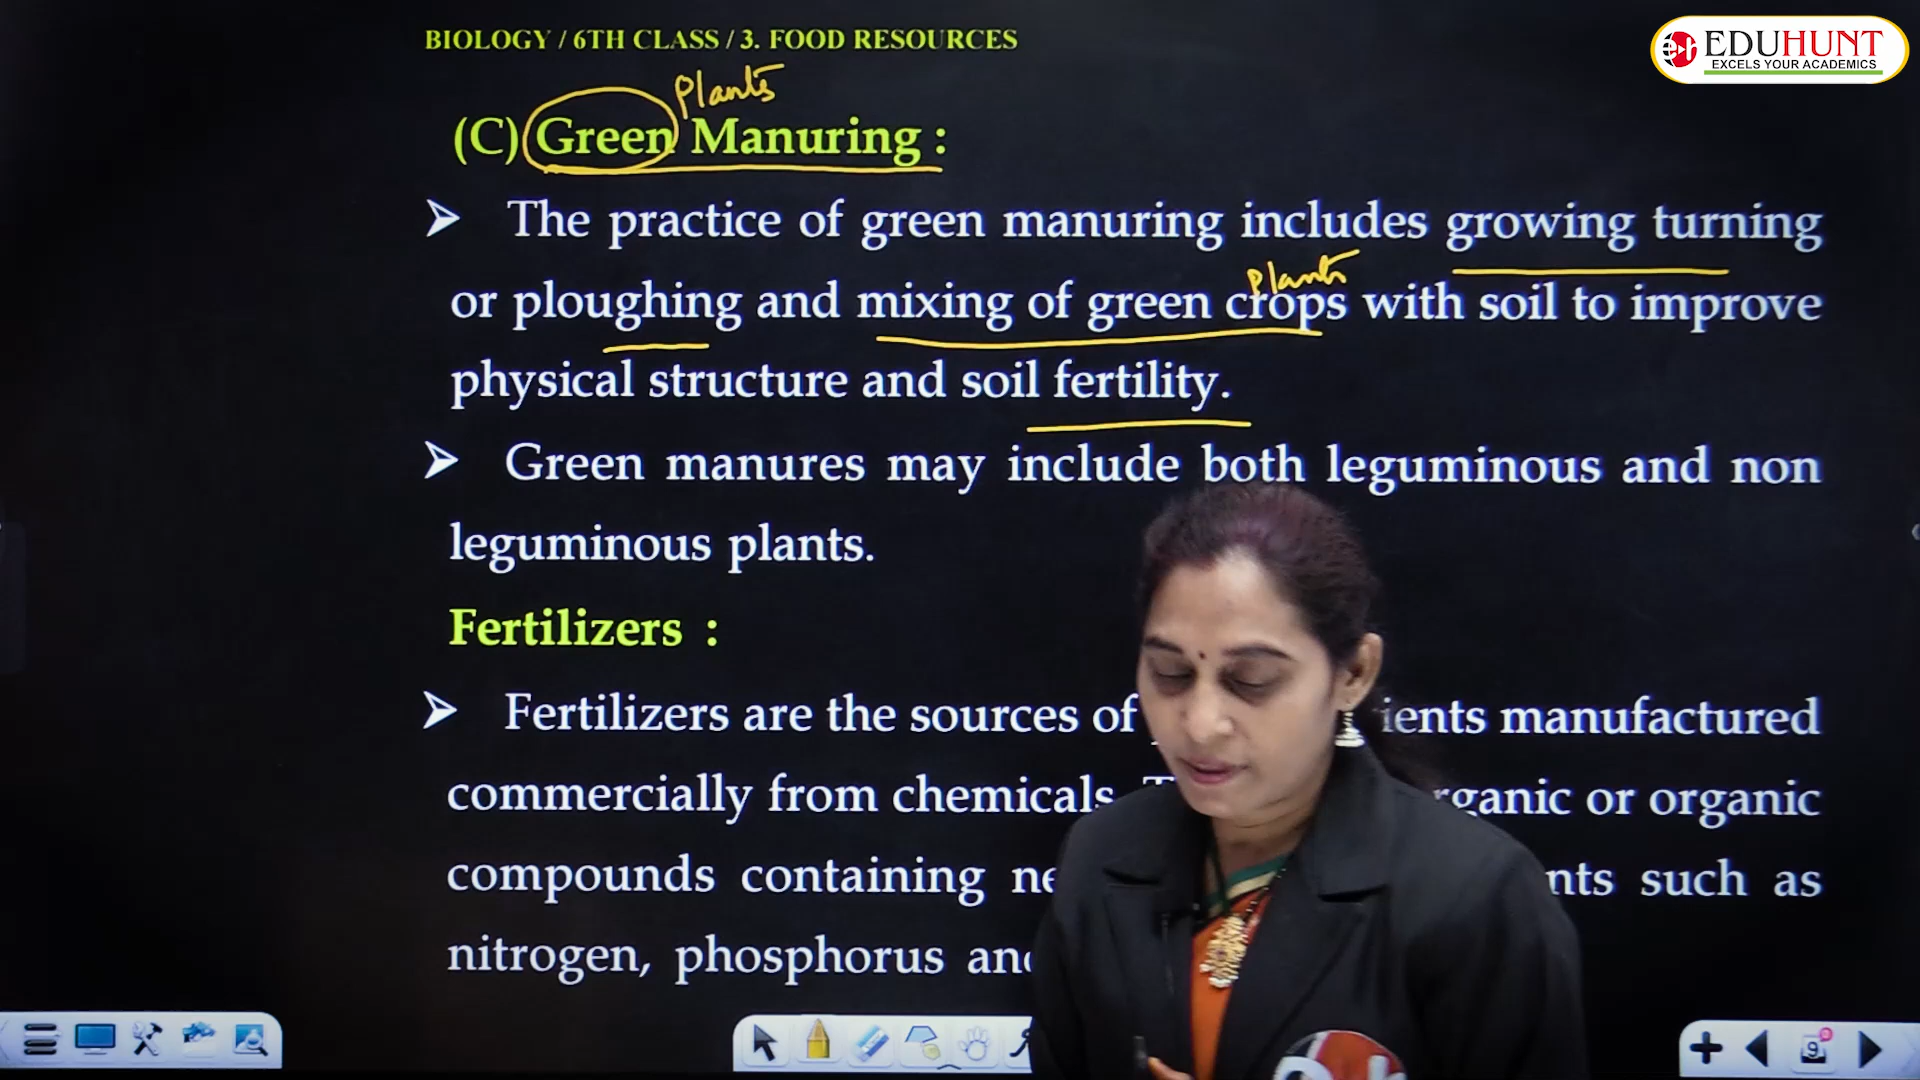 BIOLOGY / 6TH CLASS / 3. FOOD RESOURCES
EDUHUNT
EXCELS YOUR ACADEMICS
plants
(C) Green Manuring :
➢ The practice of green manuring includes growing turning
plants
or ploughing and mixing of green crops with soil to improve
physical structure and soil fertility.
➢ Green manures may include both leguminous and non
leguminous plants.
Fertilizers :
➢ Fertilizers are the sources of manufactured
commercially from chemicals. or organic
compounds containing such as
nitrogen, phosphorus
9